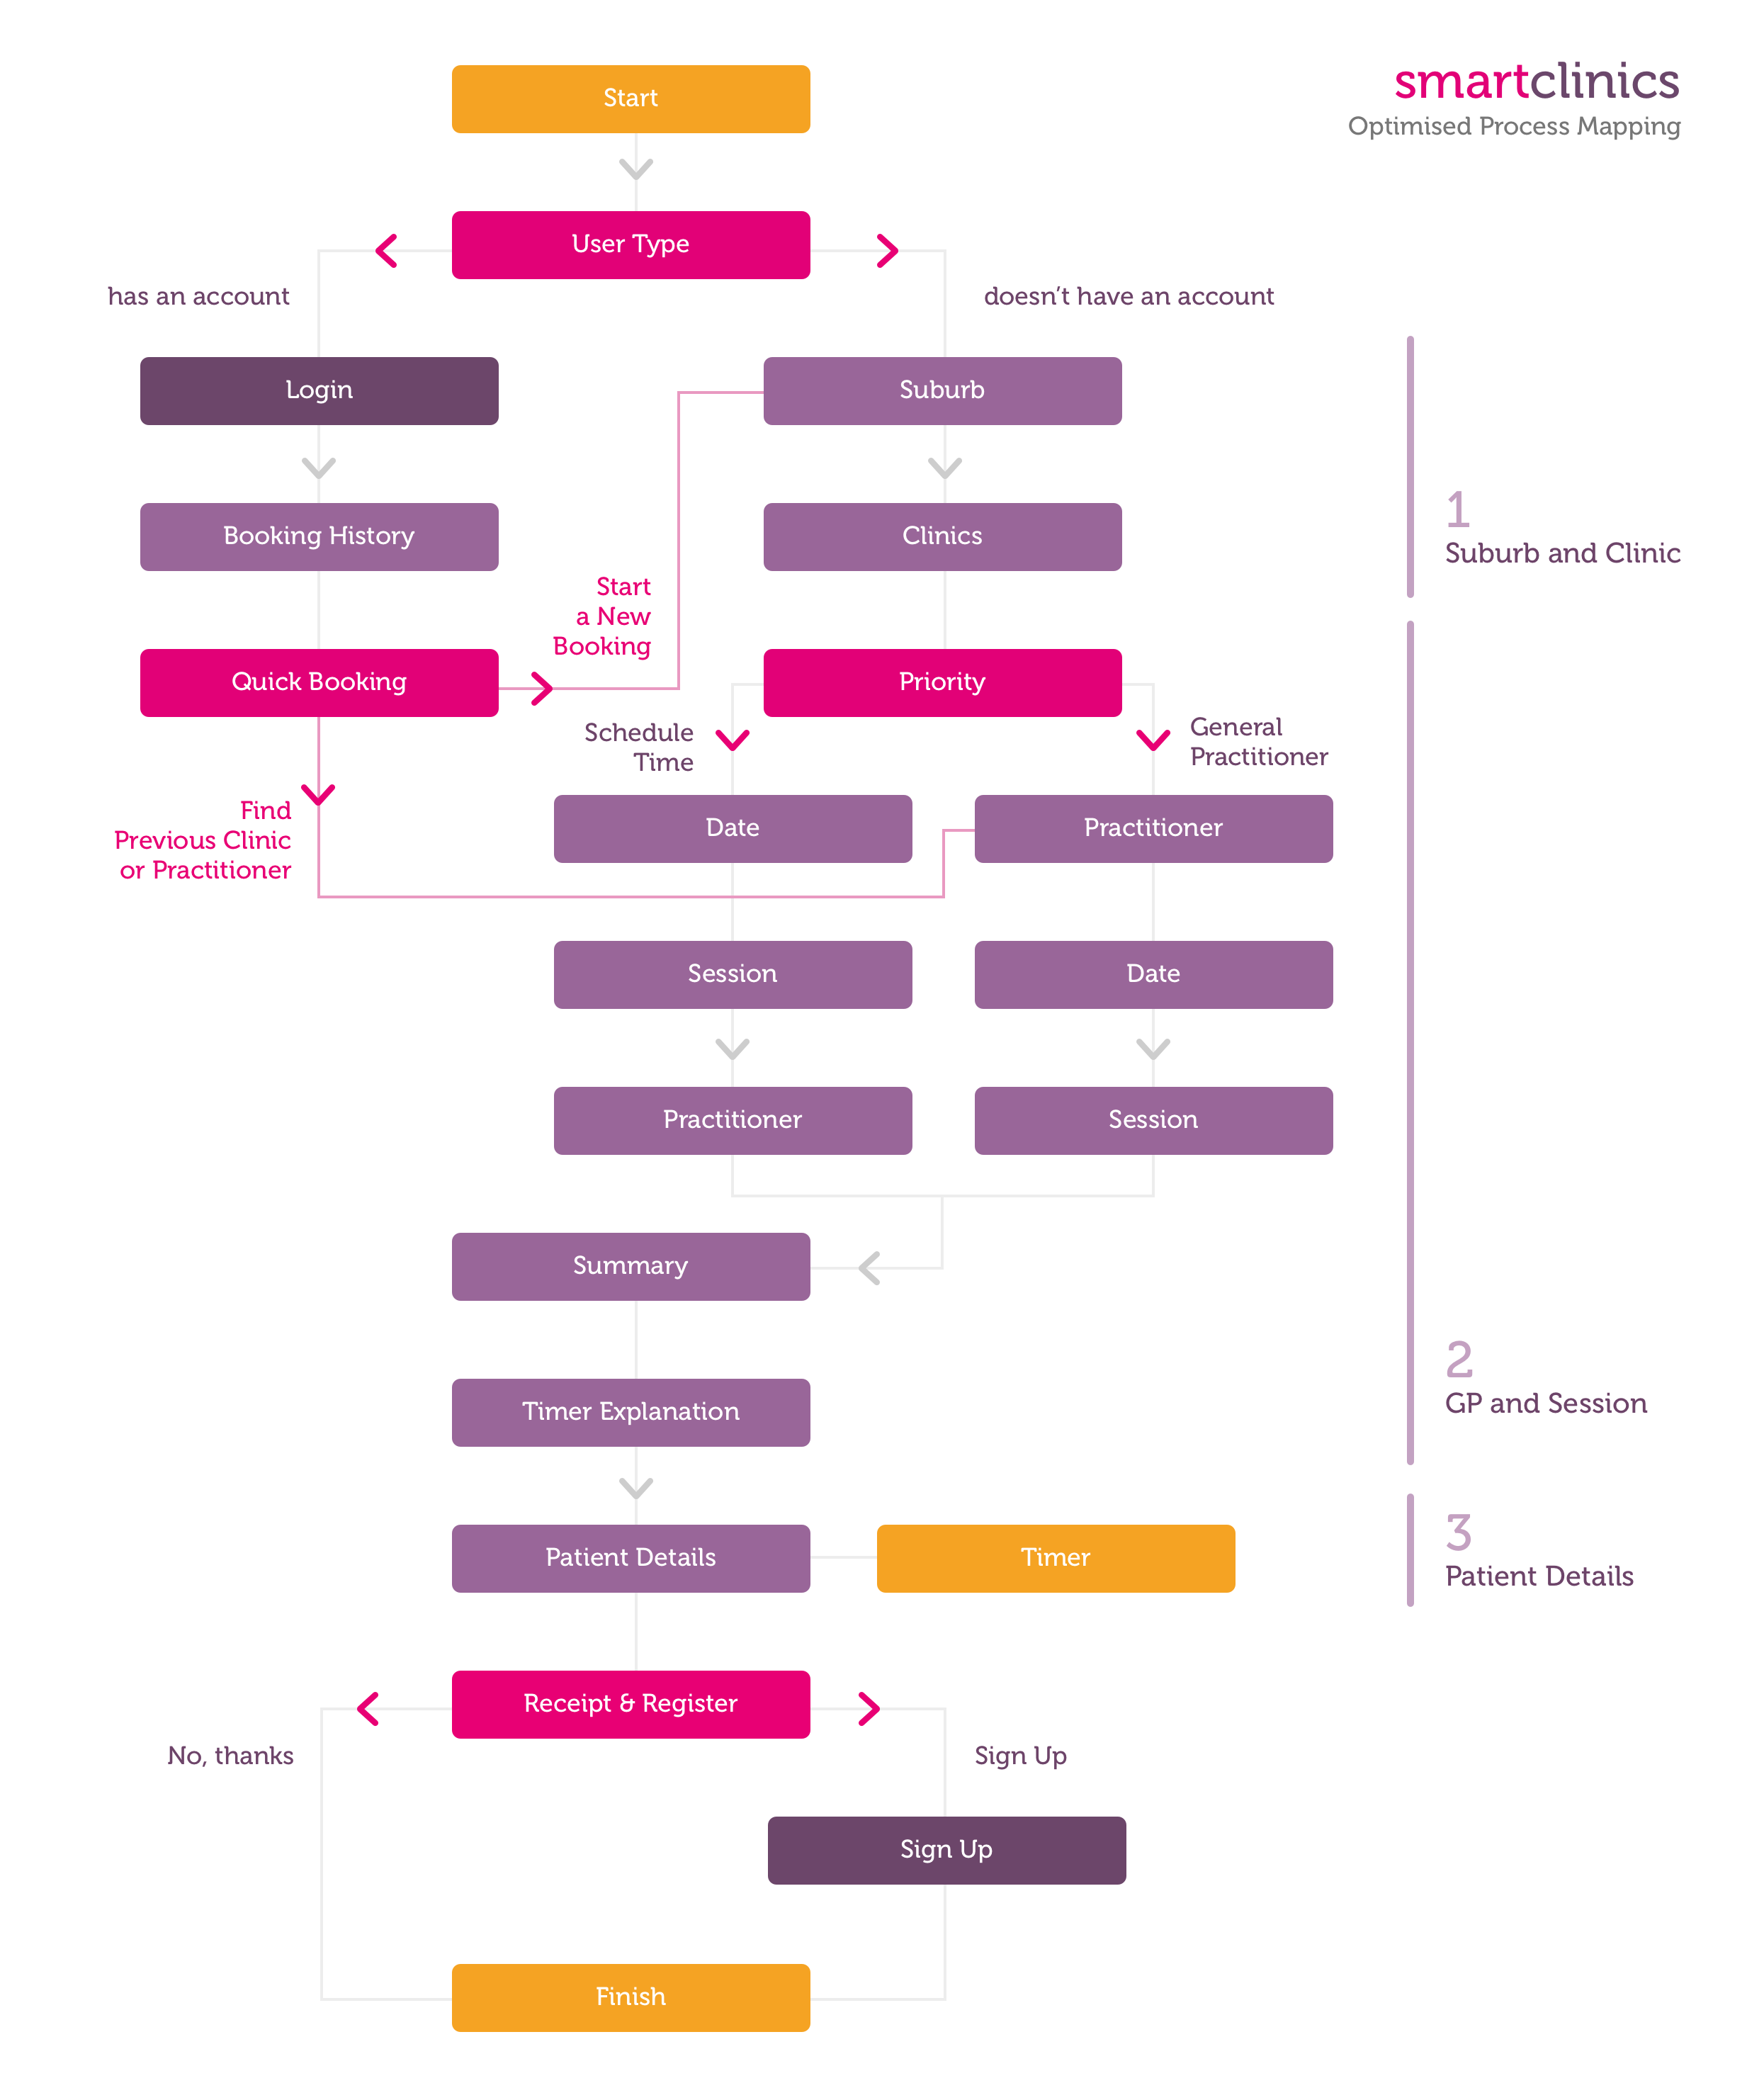 smartclinics
Optimised Process Mapping
Start
User Type
has an account
doesn’t have an account
Login
Suburb
Booking History
Clinics
1
Suburb and Clinic
Start
a New
Booking
Quick Booking
Priority
Schedule
Time
General
Practitioner
Find
Previous Clinic
or Practitioner
Date
Practitioner
Session
Date
Practitioner
Session
Summary
Timer Explanation
2
GP and Session
Patient Details
Timer
3
Patient Details
Receipt & Register
No, thanks
Sign Up
Sign Up
Finish